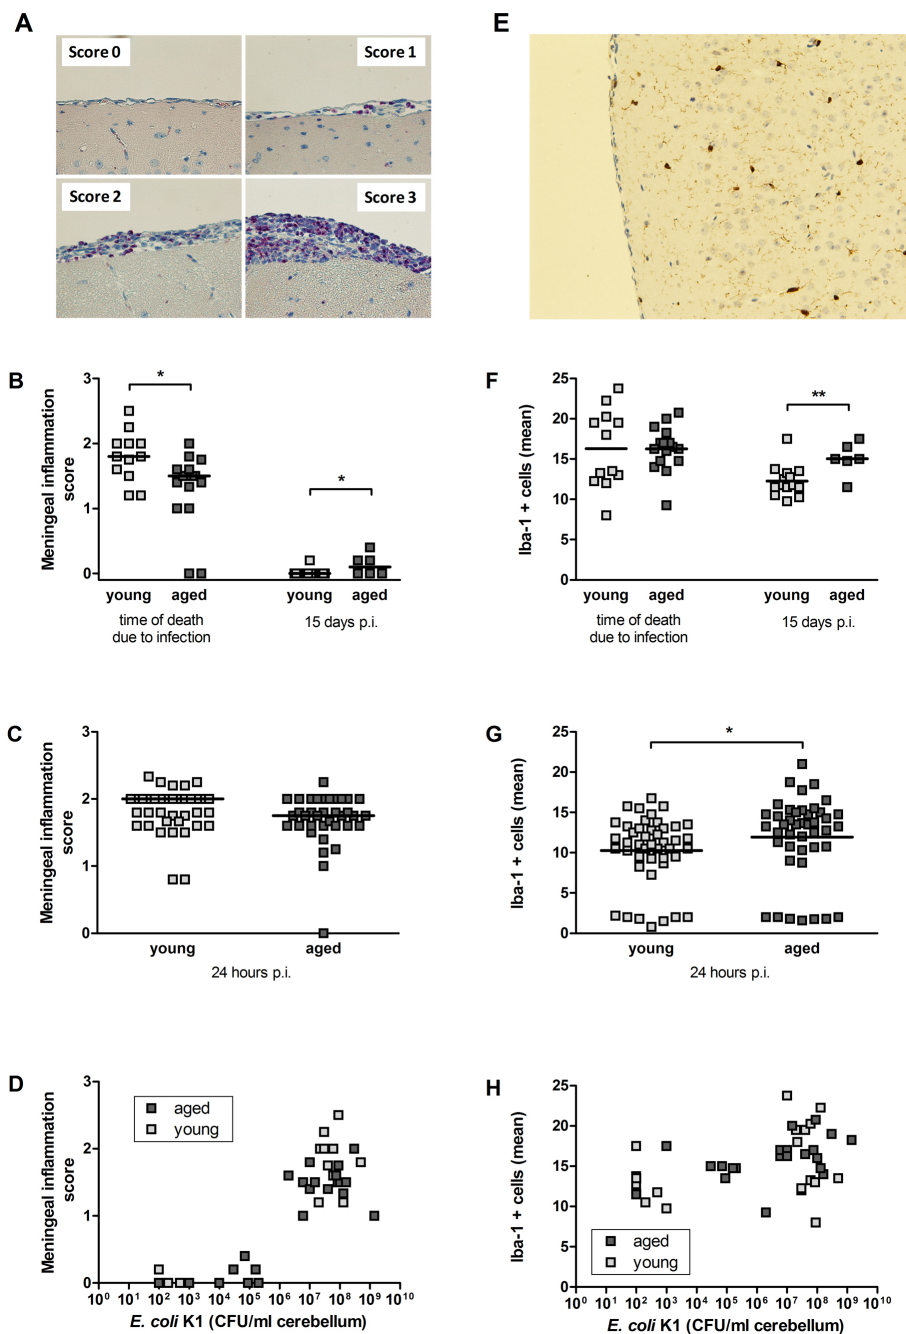 A
Score 0
Score 1
Score 2
Score 3
E
B
Meningeal inflammation
score
3
2
1
0
*
*
young
aged
young
aged
time of death
due to infection
15 days p.i.
F
Iba-1 + cells (mean)
25
20
15
10
5
0
**
young
aged
young
aged
time of death
due to infection
15 days p.i.
C
Meningeal inflammation
score
3
2
1
0
young
aged
24 hours p.i.
G
Iba-1 + cells (mean)
25
20
15
10
5
0
*
young
aged
24 hours p.i.
D
Meningeal inflammation
score
3
2
1
0
aged
young
10⁰ 10¹ 10² 10³ 10⁴ 10⁵ 10⁶ 10⁷ 10⁸ 10⁹ 10¹⁰
E. coli K1 (CFU/ml cerebellum)
H
Iba-1 + cells (mean)
25
20
15
10
5
0
aged
young
10⁰ 10¹ 10² 10³ 10⁴ 10⁵ 10⁶ 10⁷ 10⁸ 10⁹ 10¹⁰
E. coli K1 (CFU/ml cerebellum)